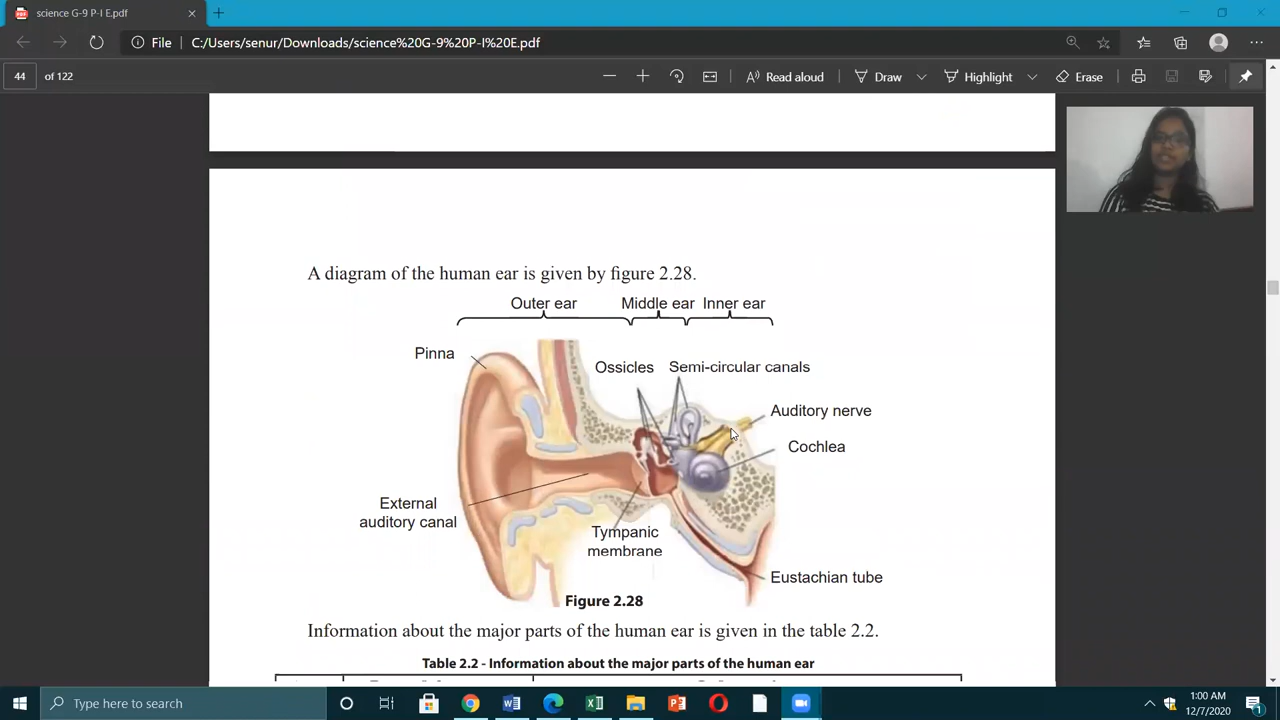 science G-9 P-I E.pdf
File
C:/Users/senur/Downloads/science%20G-9%20P-I%20E.pdf
44
of 122
Read aloud
Draw
Highlight
Erase
A diagram of the human ear is given by figure 2.28.
Outer ear
Middle ear
Inner ear
Pinna
Ossicles
Semi-circular canals
Auditory nerve
Cochlea
External
auditory canal
Tympanic
membrane
Eustachian tube
Figure 2.28
Information about the major parts of the human ear is given in the table 2.2.
Table 2.2 - Information about the major parts of the human ear
Type here to search
1:00 AM
12/7/2020